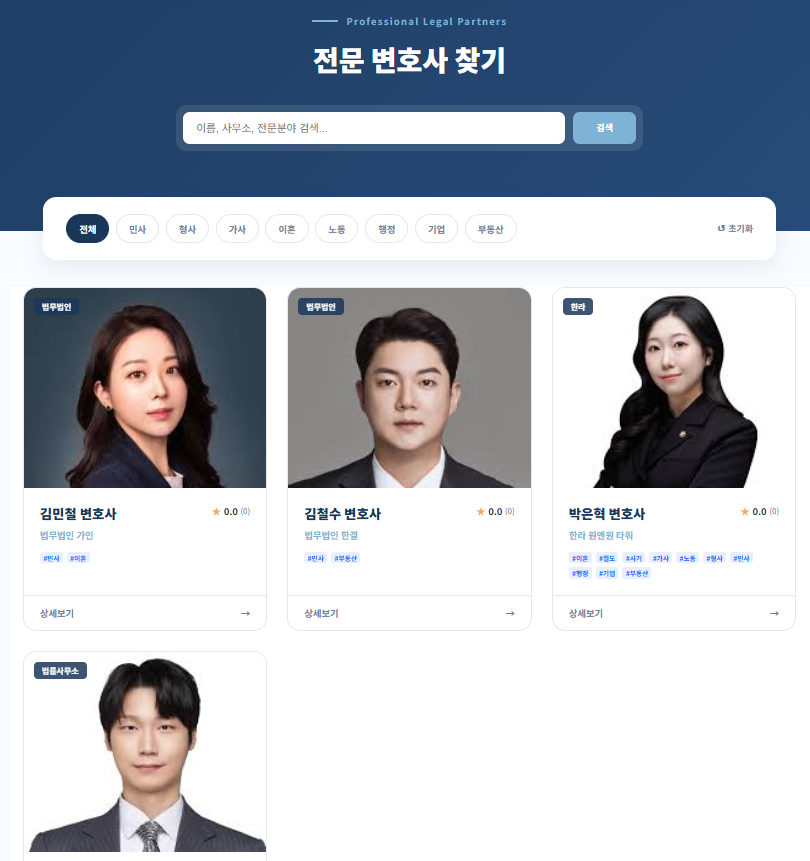 Professional Legal Partners
전문 변호사 찾기
이름, 사무소, 전문분야 검색...
검색
전체
민사
형사
가사
이혼
노동
행정
기업
부동산
↺ 초기화
법무법인
법무법인
한라
김민철 변호사
★ 0.0 (0)
법무법인 가인
#민사 #이혼
상세보기 →
김철수 변호사
★ 0.0 (0)
법무법인 한결
#민사 #부동산
상세보기 →
박은혁 변호사
★ 0.0 (0)
한라 원앤원 타워
#이혼 #절도 #사기 #가사 #노동 #형사 #민사
#행정 #기업 #부동산
상세보기 →
법률사무소